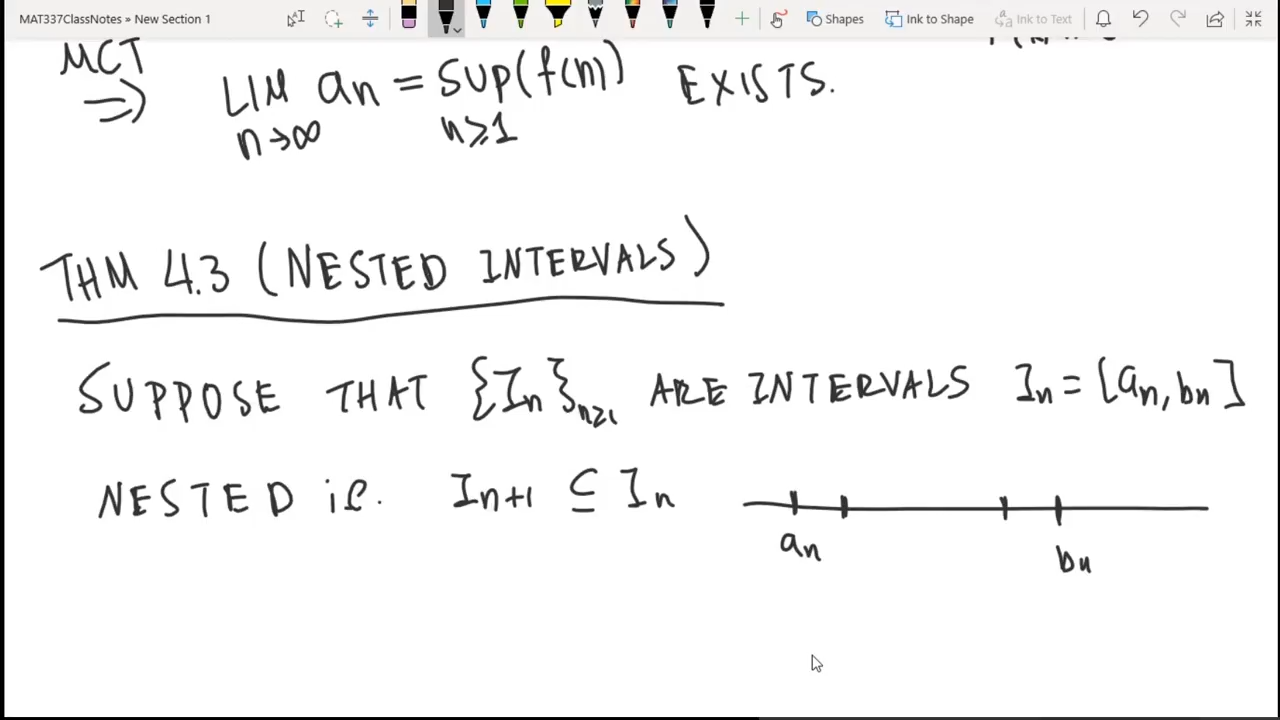 MAT337ClassNotes » New Section 1
Shapes
Ink to Shape
Ink to Text
MCT
⇒ LIM an = SUP(f(n)) EXISTS.
n→∞ n≥1
THM 4.3 (NESTED INTERVALS)
SUPPOSE THAT {In}n≥1 ARE INTERVALS In = [an, bn]
NESTED ie. In+1 ⊆ In
an bn